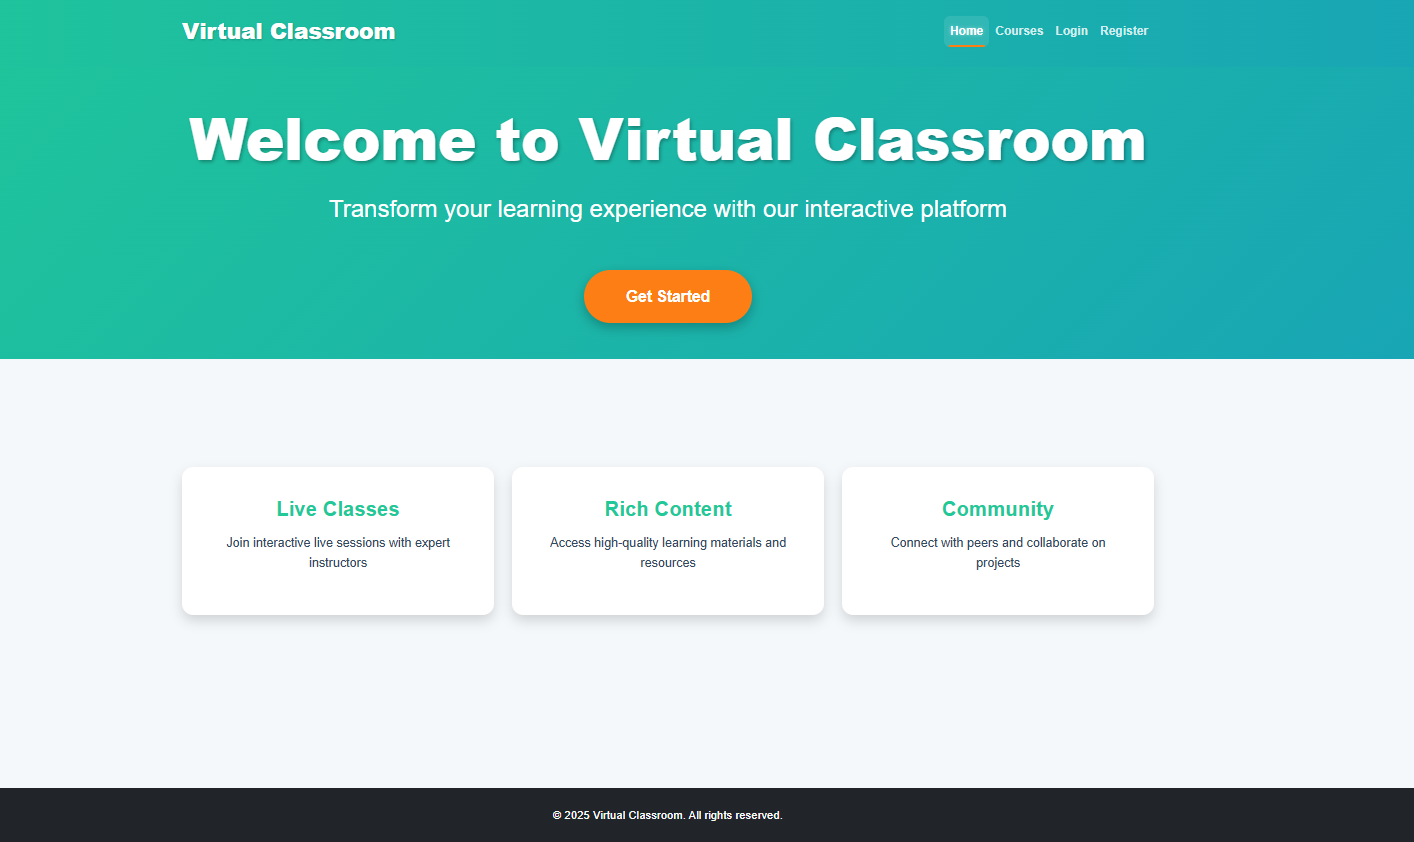 Virtual Classroom
Home Courses Login Register
Welcome to Virtual Classroom
Transform your learning experience with our interactive platform
Get Started
Live Classes
Join interactive live sessions with expert
instructors
Rich Content
Access high-quality learning materials and
resources
Community
Connect with peers and collaborate on
projects
© 2025 Virtual Classroom. All rights reserved.